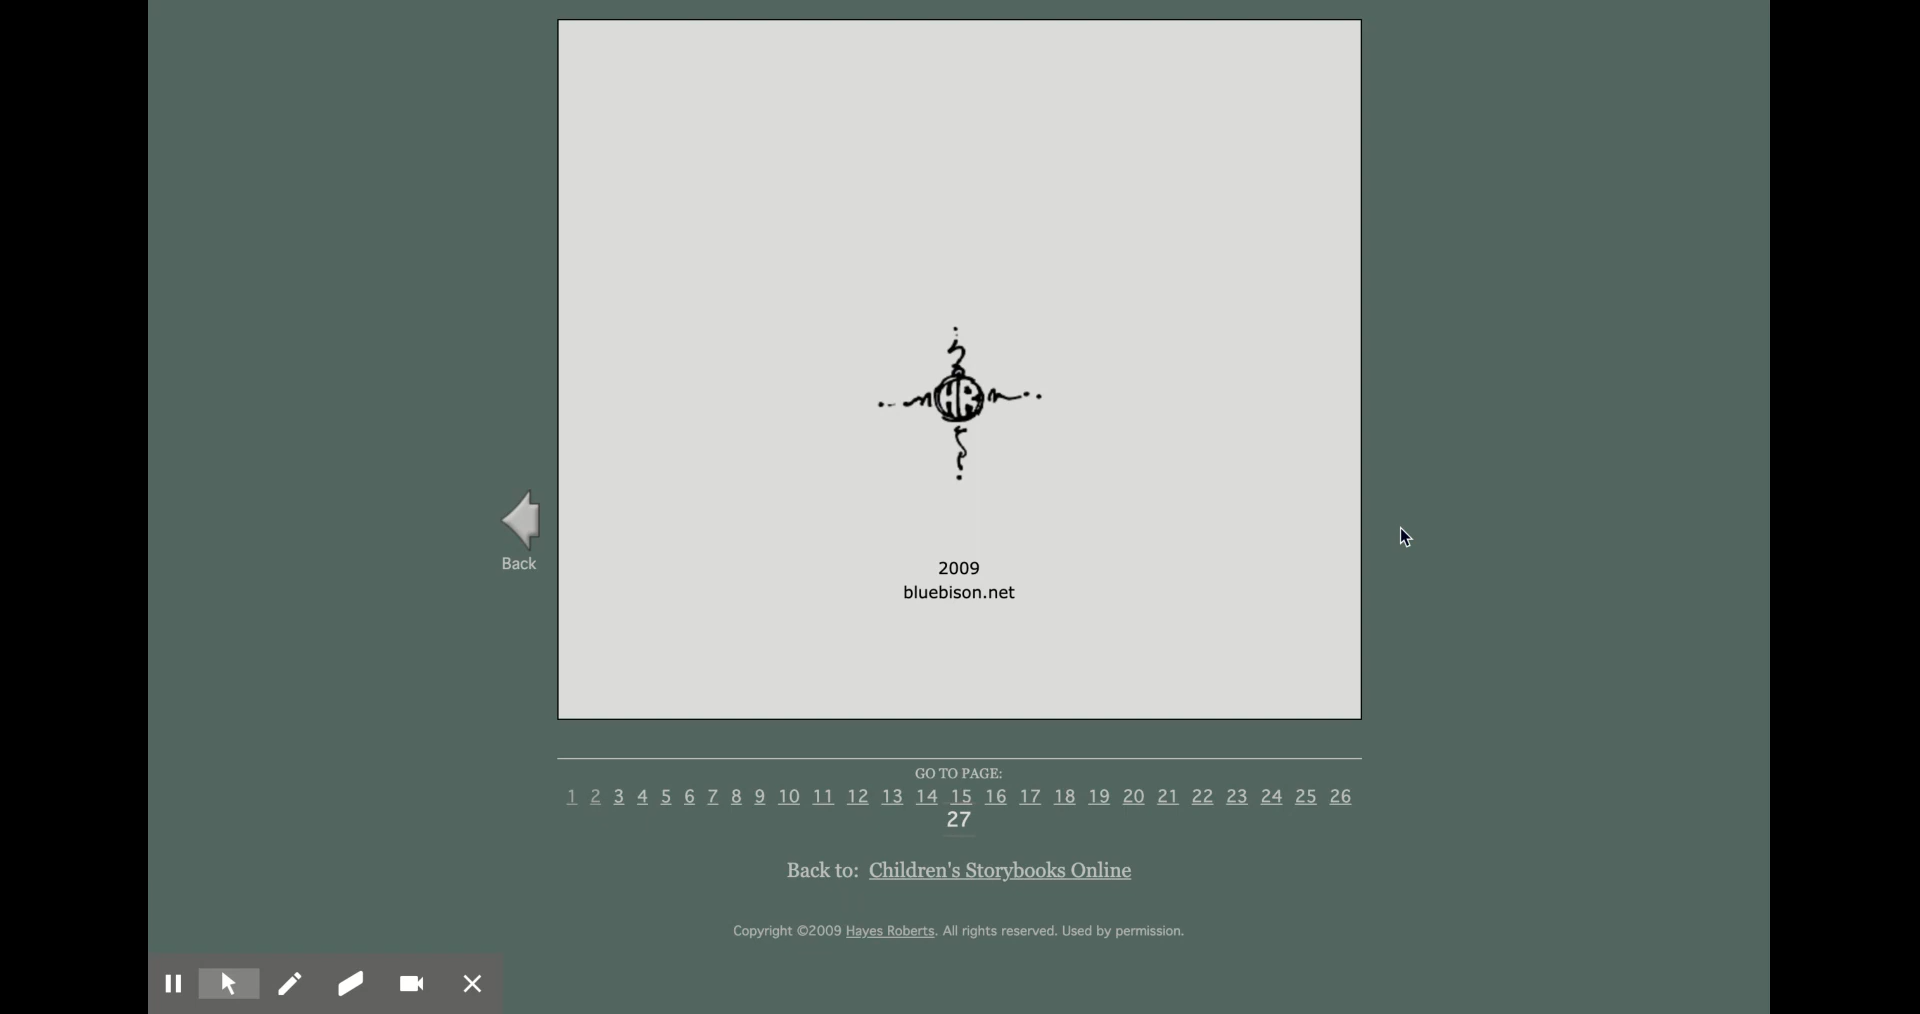 HR
2009
bluebison.net
Back
GO TO PAGE:
1 2 3 4 5 6 7 8 9 10 11 12 13 14 15 16 17 18 19 20 21 22 23 24 25 26
27
Back to: Children's Storybooks Online
Copyright ©2009 Hayes Roberts. All rights reserved. Used by permission.